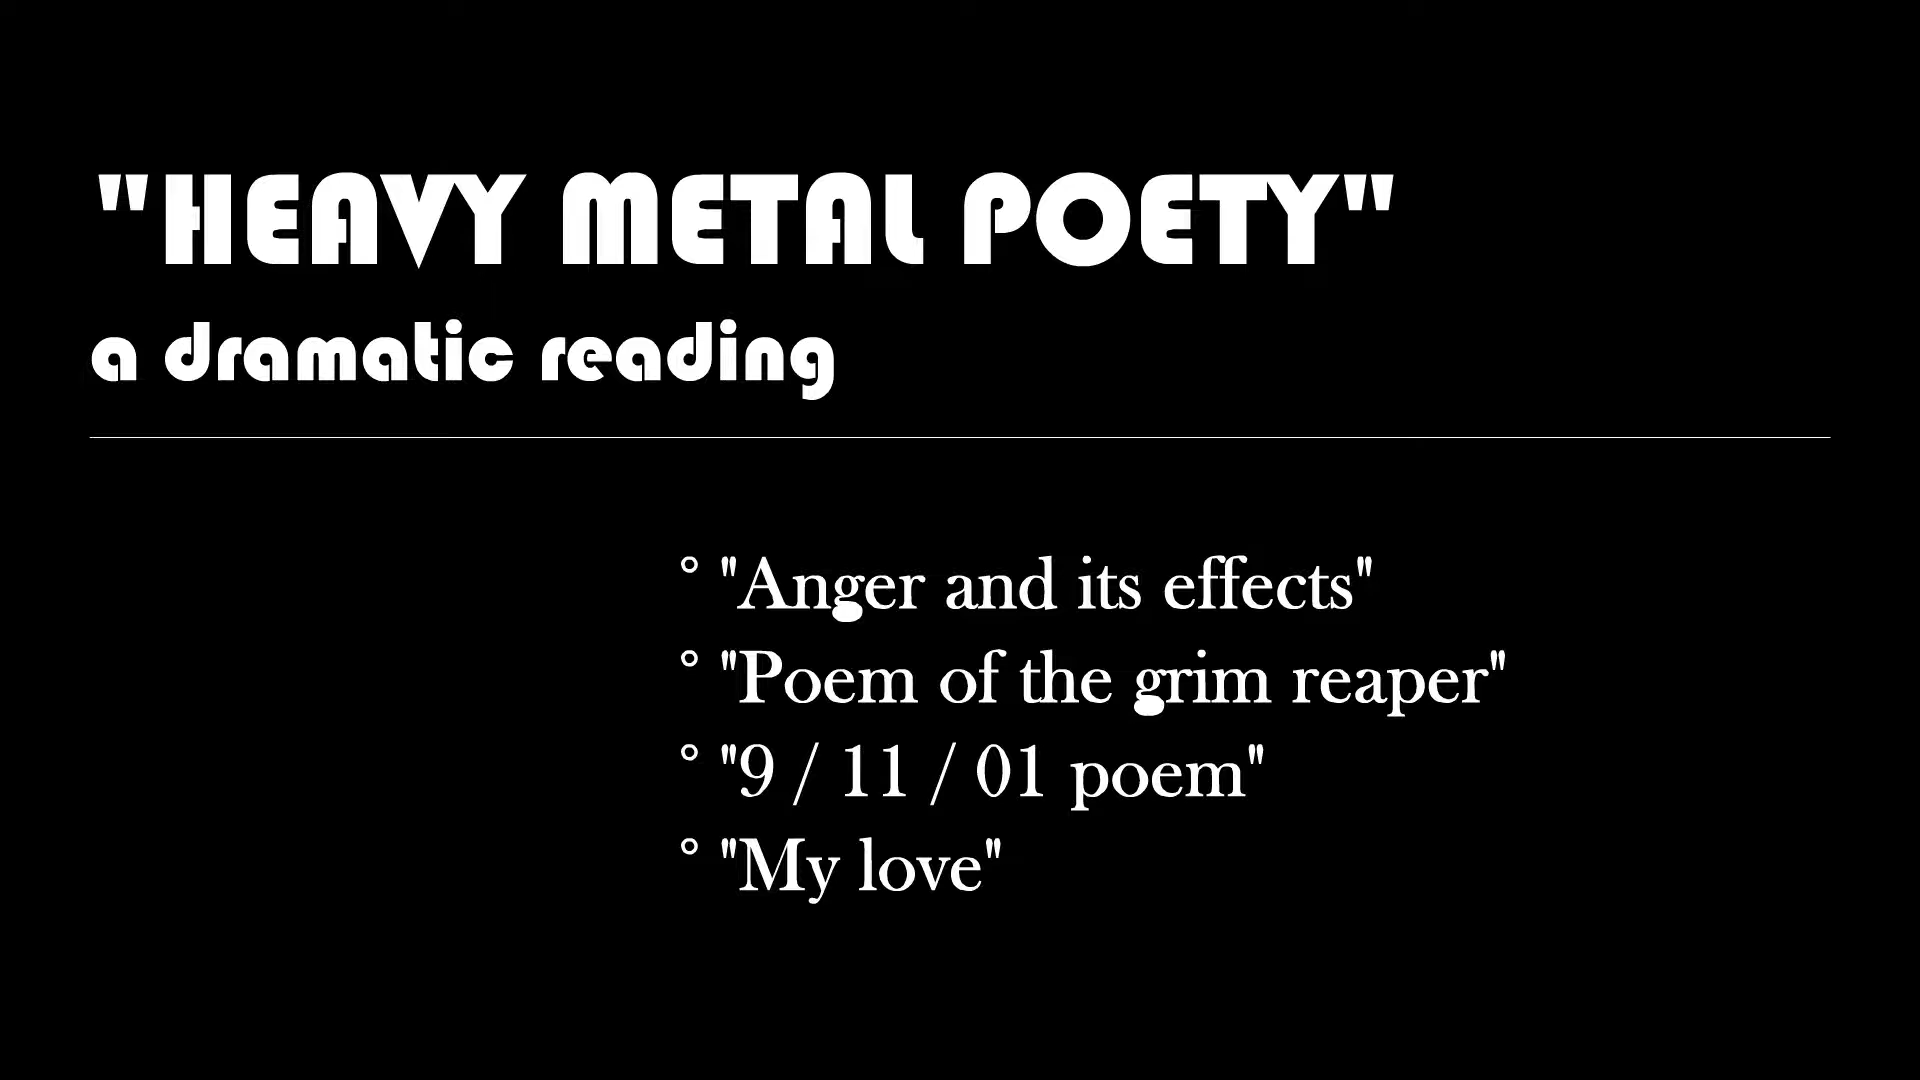 "HEAVY METAL POETY"
a dramatic reading
° "Anger and its effects"
° "Poem of the grim reaper"
° "9 / 11 / 01 poem"
° "My love"